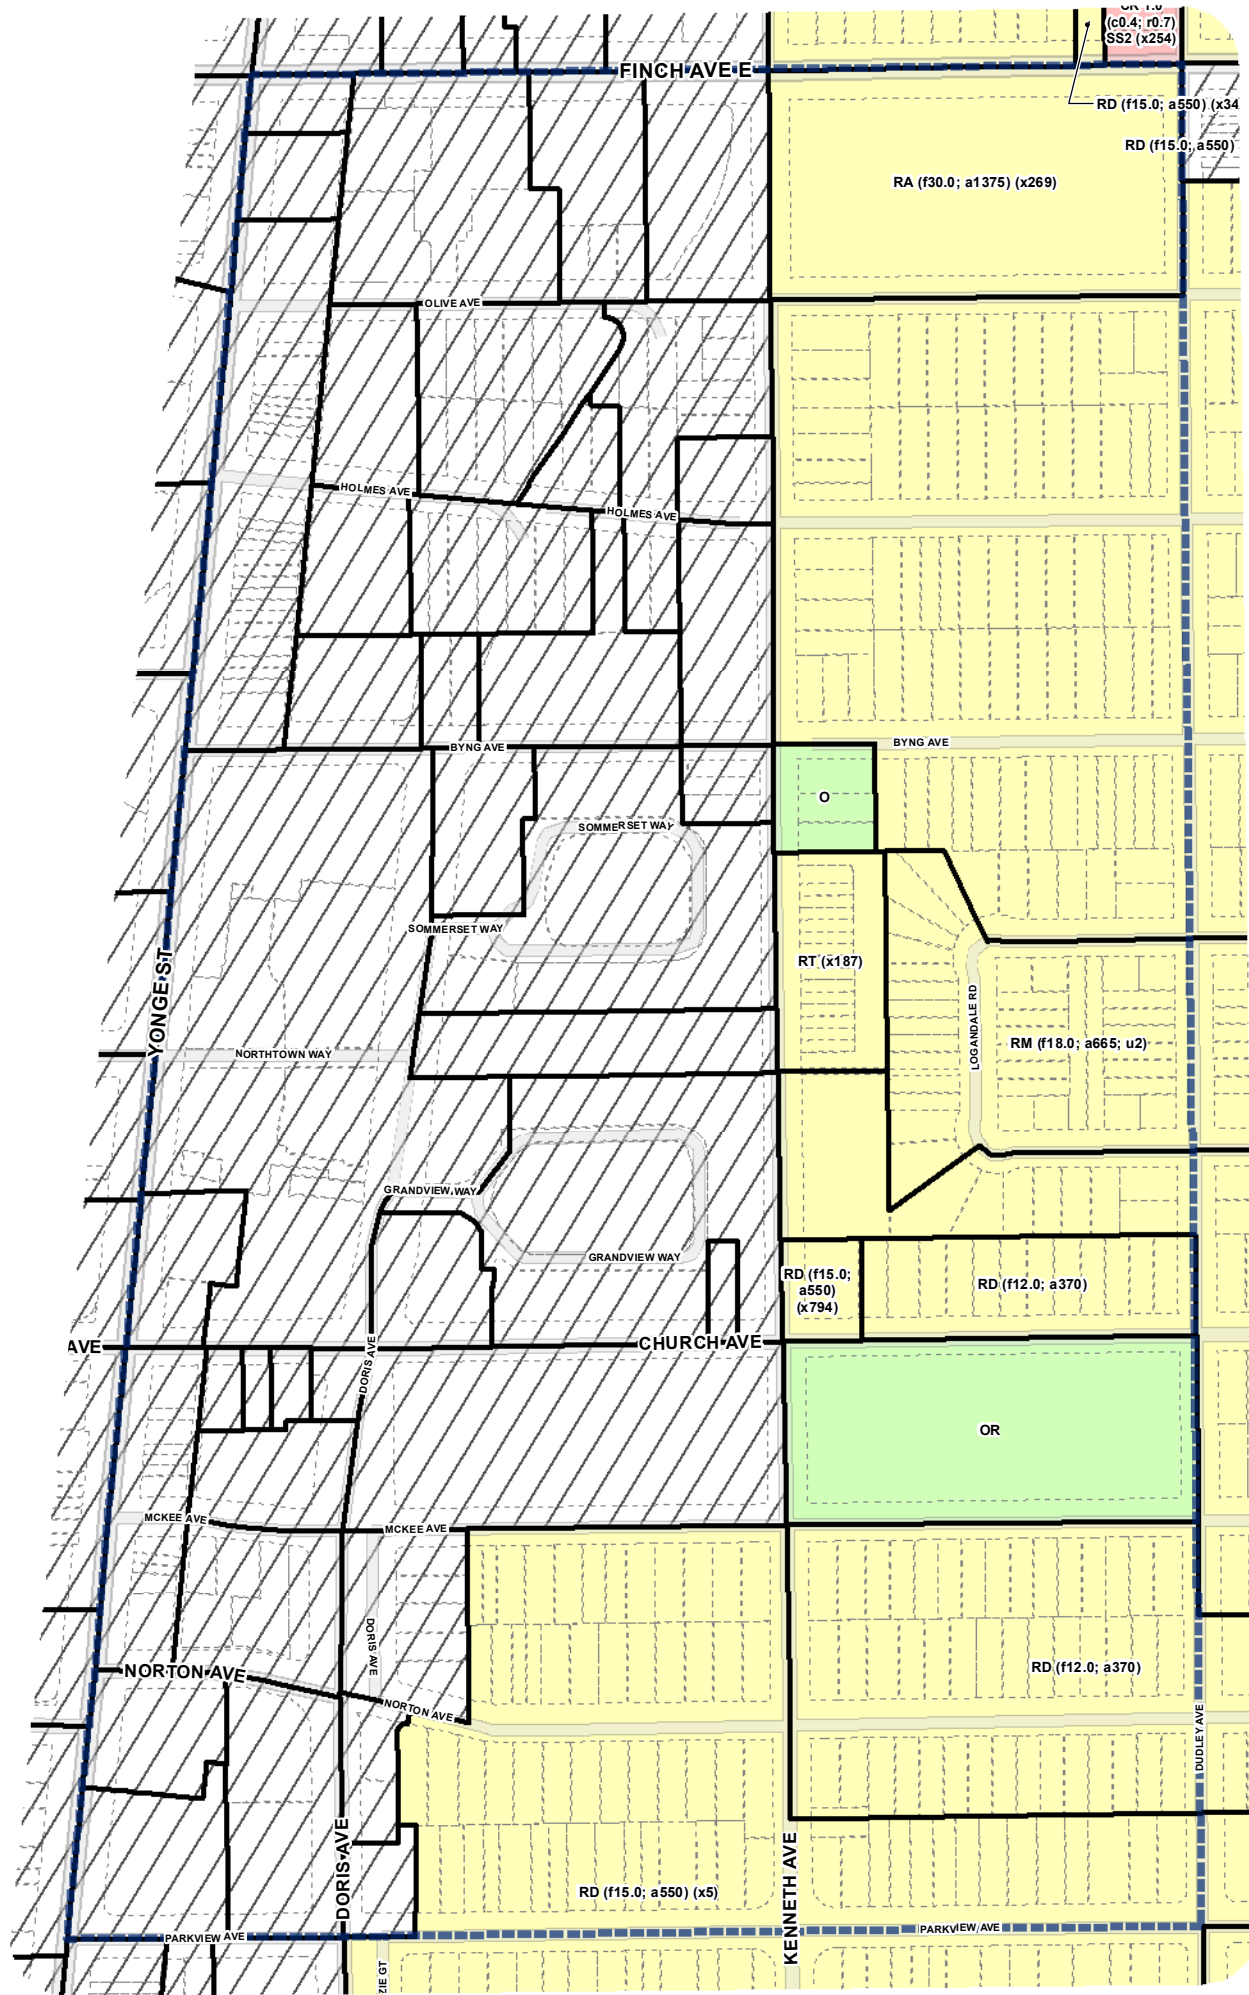 CR 1.0
(c0.4; r0.7)
SS2 (x254)
FINCH AVE E
RD (f15.0; a550) (x34
RD (f15.0; a550)
RA (f30.0; a1375) (x269)
OLIVE AVE
HOLMES AVE
HOLMES AVE
BYNG AVE
BYNG AVE
O
SOMMERSET WAY
SOMMERSET WAY
RT (x187)
YONGE ST
LOGANDALE RD
NORTHTOWN WAY
RM (f18.0; a665; u2)
GRANDVIEW WAY
GRANDVIEW WAY
RD (f15.0;
a550)
(x794)
RD (f12.0; a370)
AVE
CHURCH AVE
DORIS AVE
OR
MCKEE AVE
MCKEE AVE
DORIS AVE
NORTON AVE
RD (f12.0; a370)
NORTON AVE
DUDLEY AVE
DORIS AVE
KENNETH AVE
RD (f15.0; a550) (x5)
PARKVIEW AVE
PARKVIEW AVE
ZIE GT